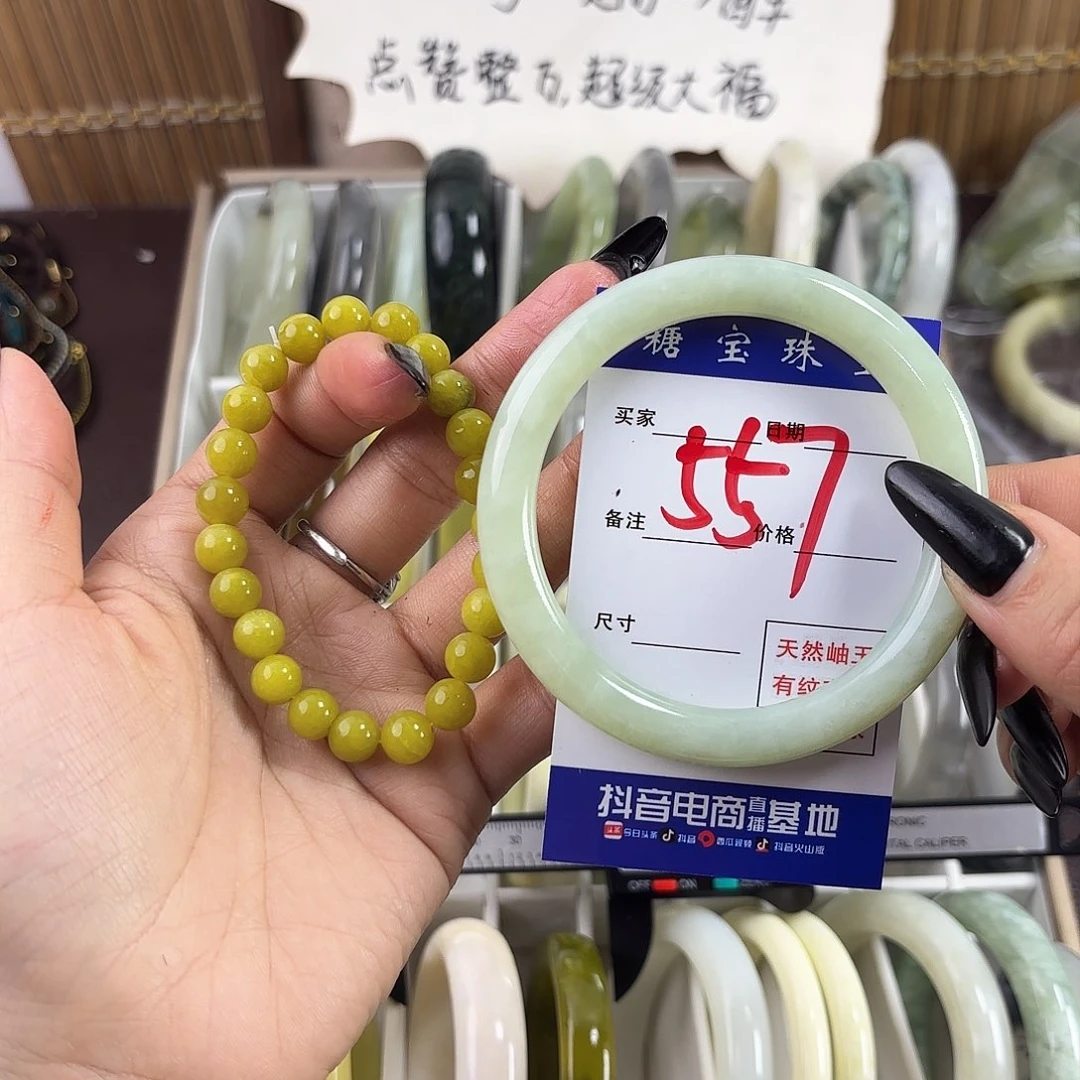 点赞整百,超级大福
糖宝珠
买家 日期
557
备注 价格
尺寸
天然岫玉
有纹
抖音电商直播基地
今日头条 抖音 西瓜视频 抖音火山版
TAL CALIPER
OFF ON